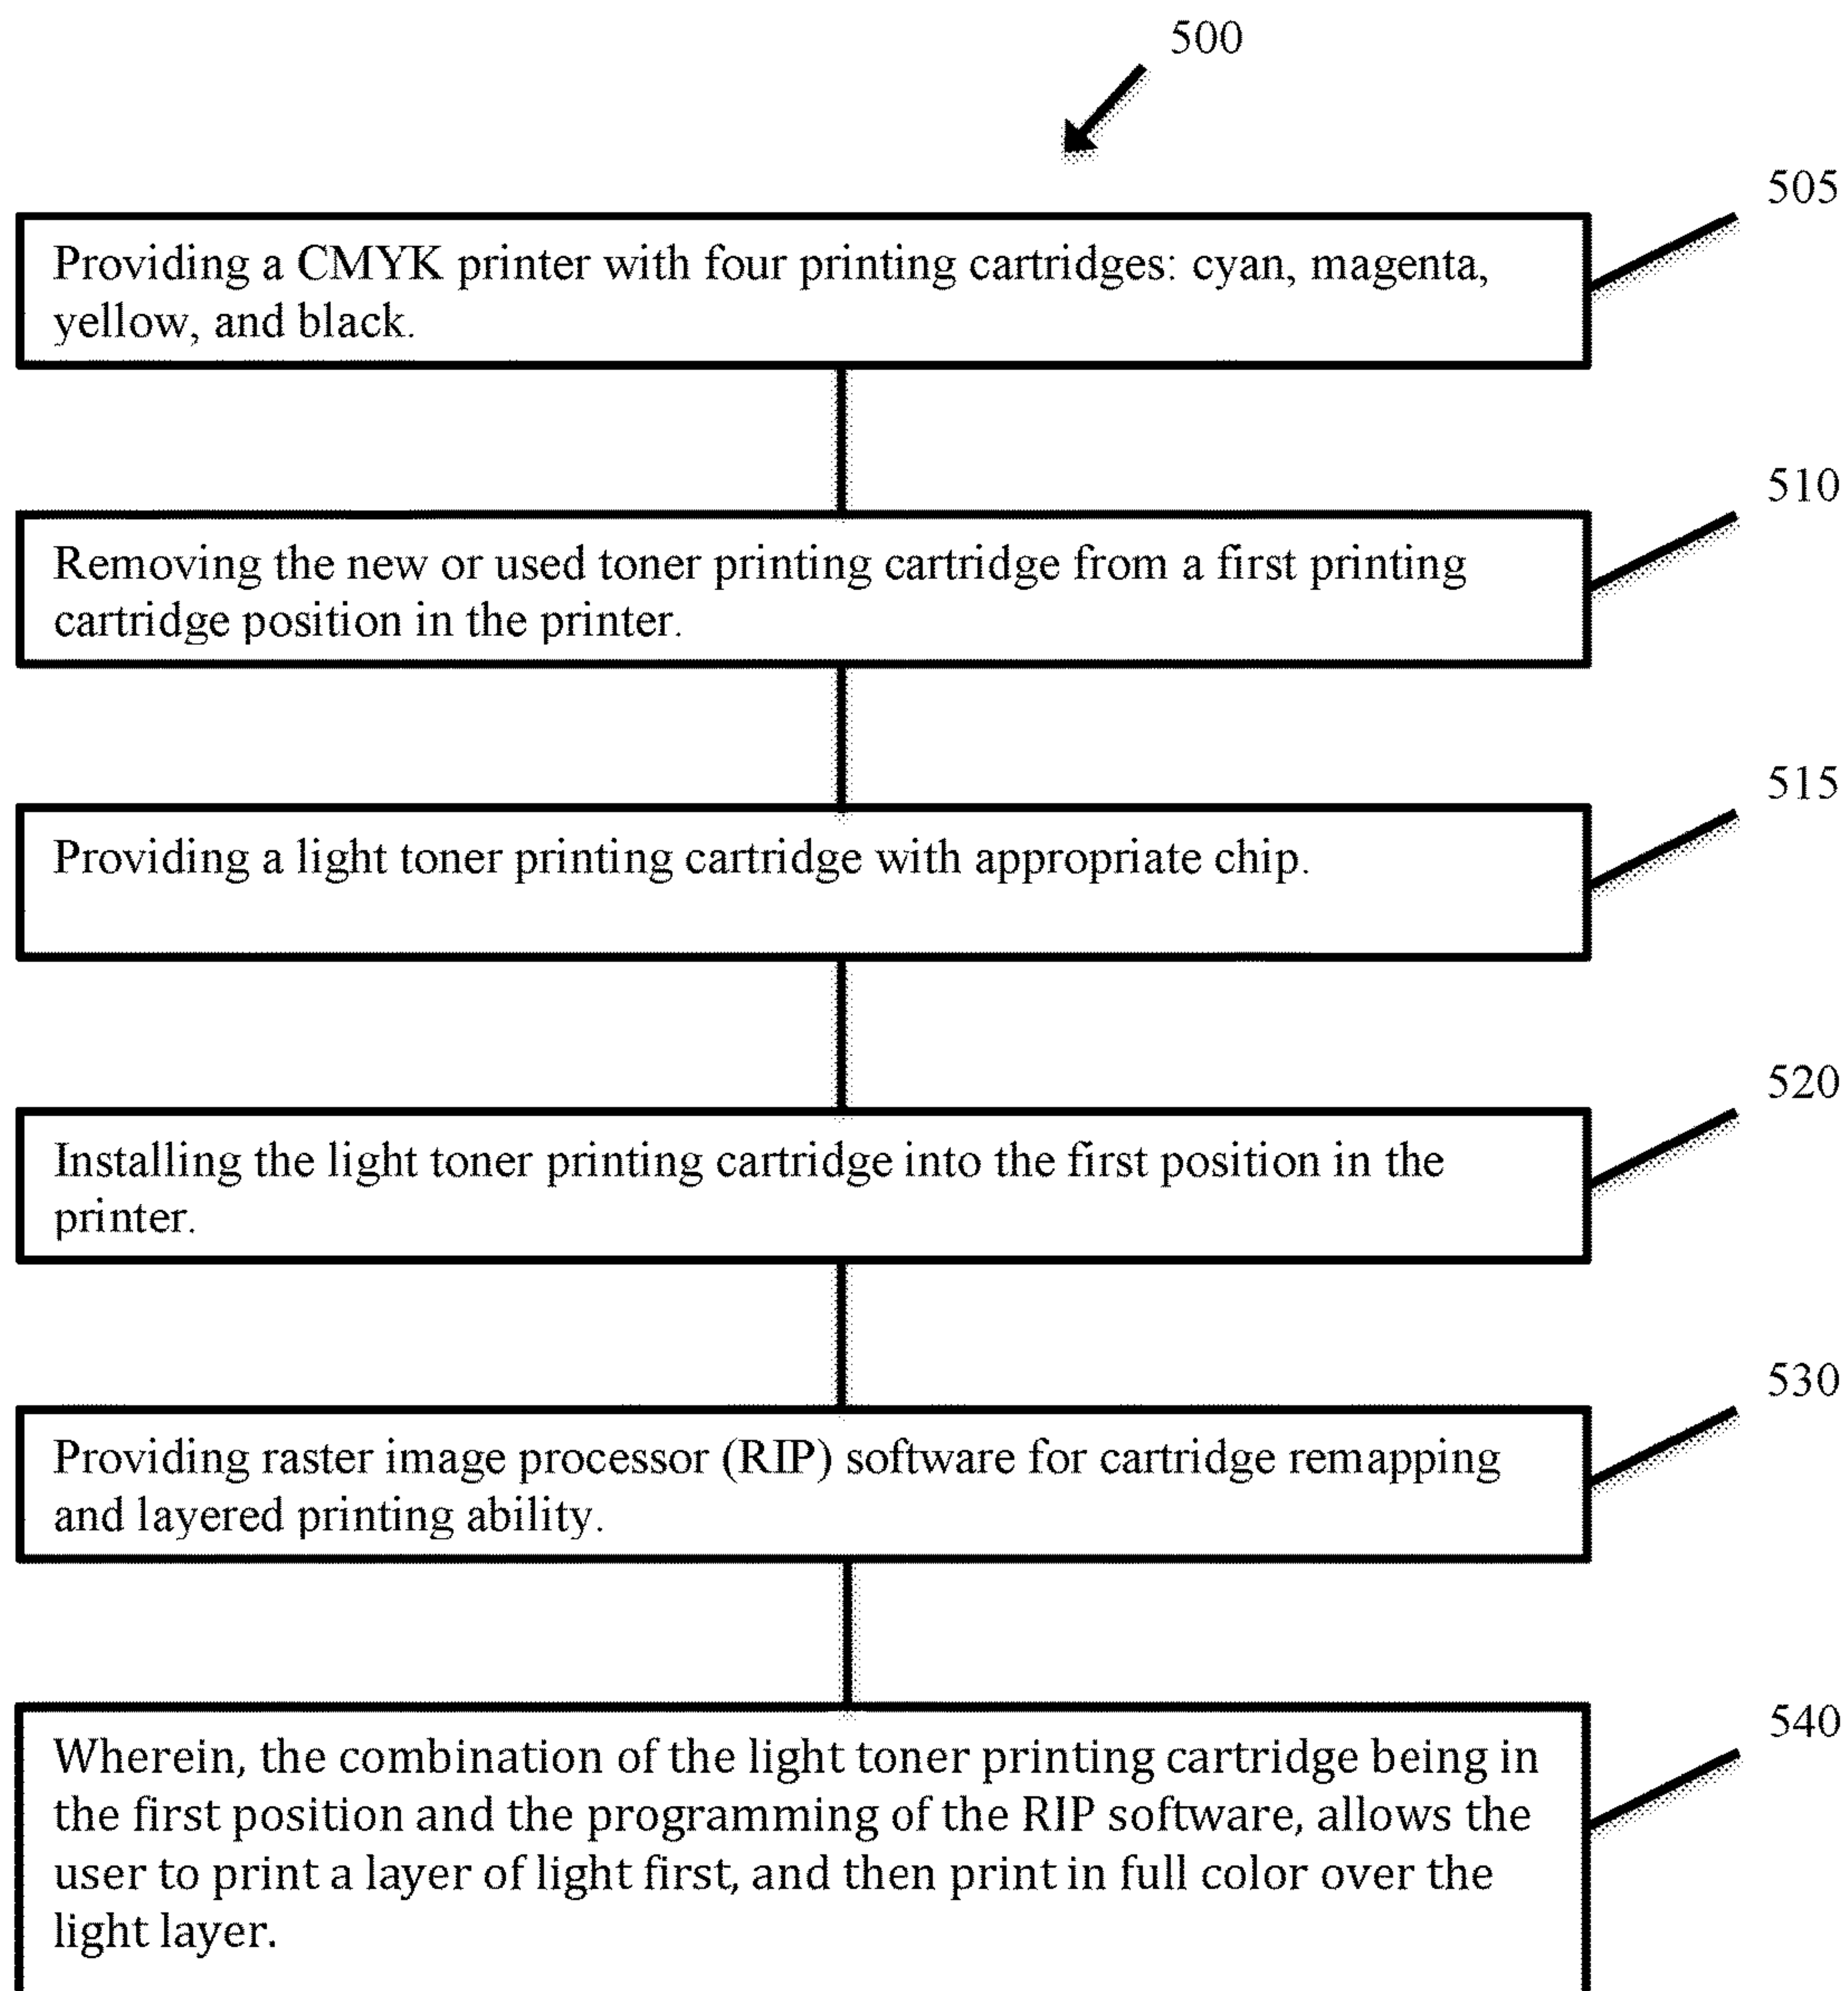 500
505
Providing a CMYK printer with four printing cartridges: cyan, magenta,
yellow, and black.
510
Removing the new or used toner printing cartridge from a first printing
cartridge position in the printer.
515
Providing a light toner printing cartridge with appropriate chip.
520
Installing the light toner printing cartridge into the first position in the
printer.
530
Providing raster image processor (RIP) software for cartridge remapping
and layered printing ability.
540
Wherein, the combination of the light toner printing cartridge being in
the first position and the programming of the RIP software, allows the
user to print a layer of light first, and then print in full color over the
light layer.